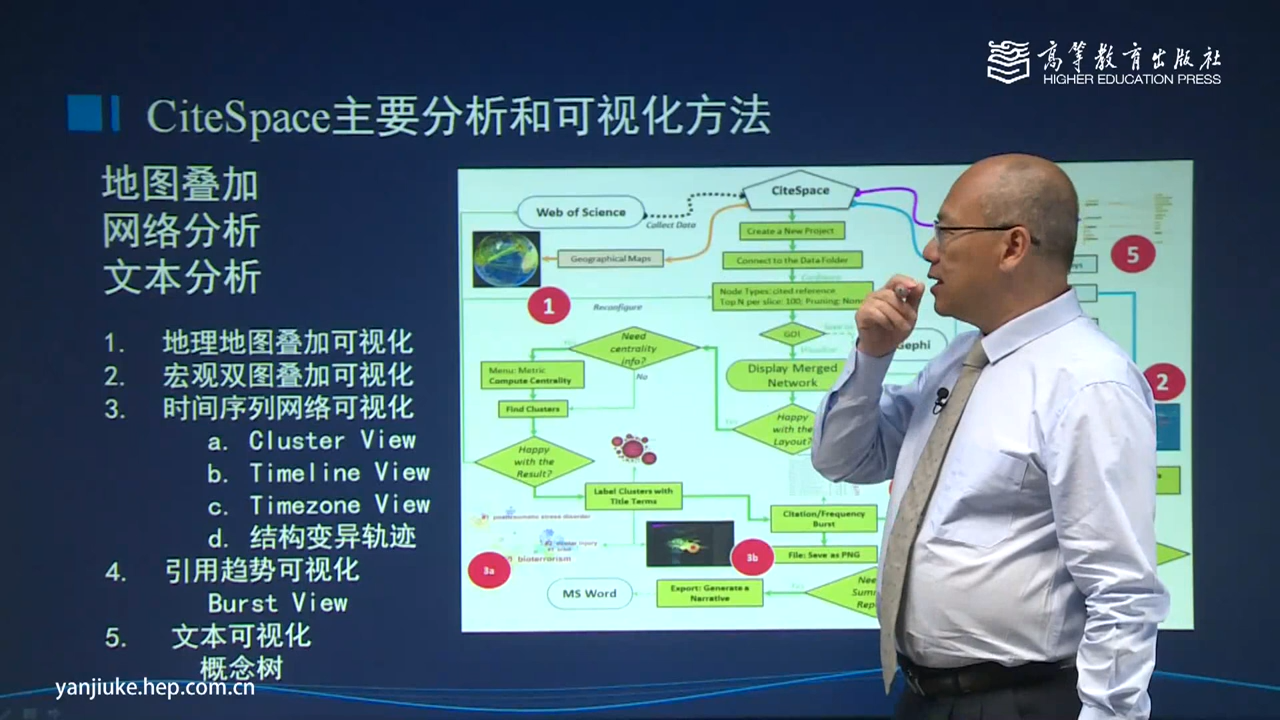 高等教育出版社
HIGHER EDUCATION PRESS
CiteSpace主要分析和可视化方法
地图叠加
网络分析
文本分析
1. 地理地图叠加可视化
2. 宏观双图叠加可视化
3. 时间序列网络可视化
a. Cluster View
b. Timeline View
c. Timezone View
d. 结构变异轨迹
4. 引用趋势可视化
Burst View
5. 文本可视化
概念树
yanjiuke.hep.com.cn
CiteSpace
Web of Science
Collect Data
Create a New Project
Geographical Maps
Connect to the Data Folder
5
1
Reconfigure
Node Types: cited reference
Top N per slice: 100; Pruning: None
GO!
Need
centrality
info?
Gephi
No
Menu: Metric
Compute Centrality
Display Merged
Network
2
Find Clusters
Happy
with the
Layout?
Happy
with the
Result?
Label Clusters with
Title Terms
Citation/Frequency
Burst
posttraumatic stress disorder
bioterrorism
3a
3b
File: Save as PNG
MS Word
Export: Generate a
Narrative